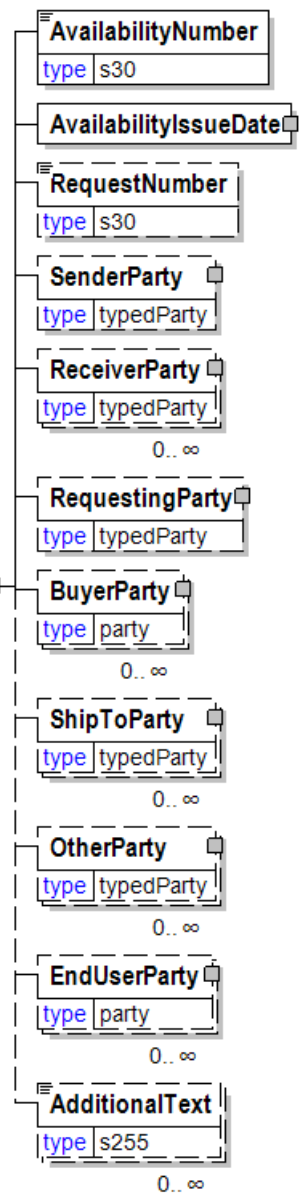 AvailabilityNumber
type s30
AvailabilityIssueDate
RequestNumber
type s30
SenderParty
type typedParty
ReceiverParty
type typedParty
0.. ∞
RequestingParty
type typedParty
BuyerParty
type party
0.. ∞
ShipToParty
type typedParty
0.. ∞
OtherParty
type typedParty
0.. ∞
EndUserParty
type party
0.. ∞
AdditionalText
type s255
0.. ∞